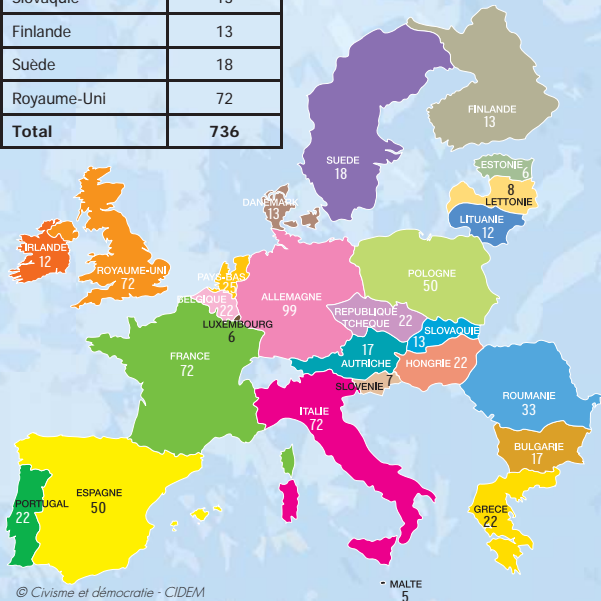 Slovaquie 13
Finlande 13
Suède 18
Royaume-Uni 72
Total 736
FINLANDE
13
SUEDE
18
ESTONIE 6
8
LETTONIE
LITUANIE
12
DANEMARK
13
IRLANDE
12
ROYAUME-UNI
72
PAYS-BAS
25
BELGIQUE
22
LUXEMBOURG
6
ALLEMAGNE
99
POLOGNE
50
REPUBLIQUE
TCHEQUE 22
SLOVAQUIE
13
17
AUTRICHE
HONGRIE 22
SLOVENIE 7
FRANCE
72
ITALIE
72
ROUMANIE
33
BULGARIE
17
GRECE
22
PORTUGAL
22
ESPAGNE
50
MALTE
5
© Civisme et démocratie - CIDEM